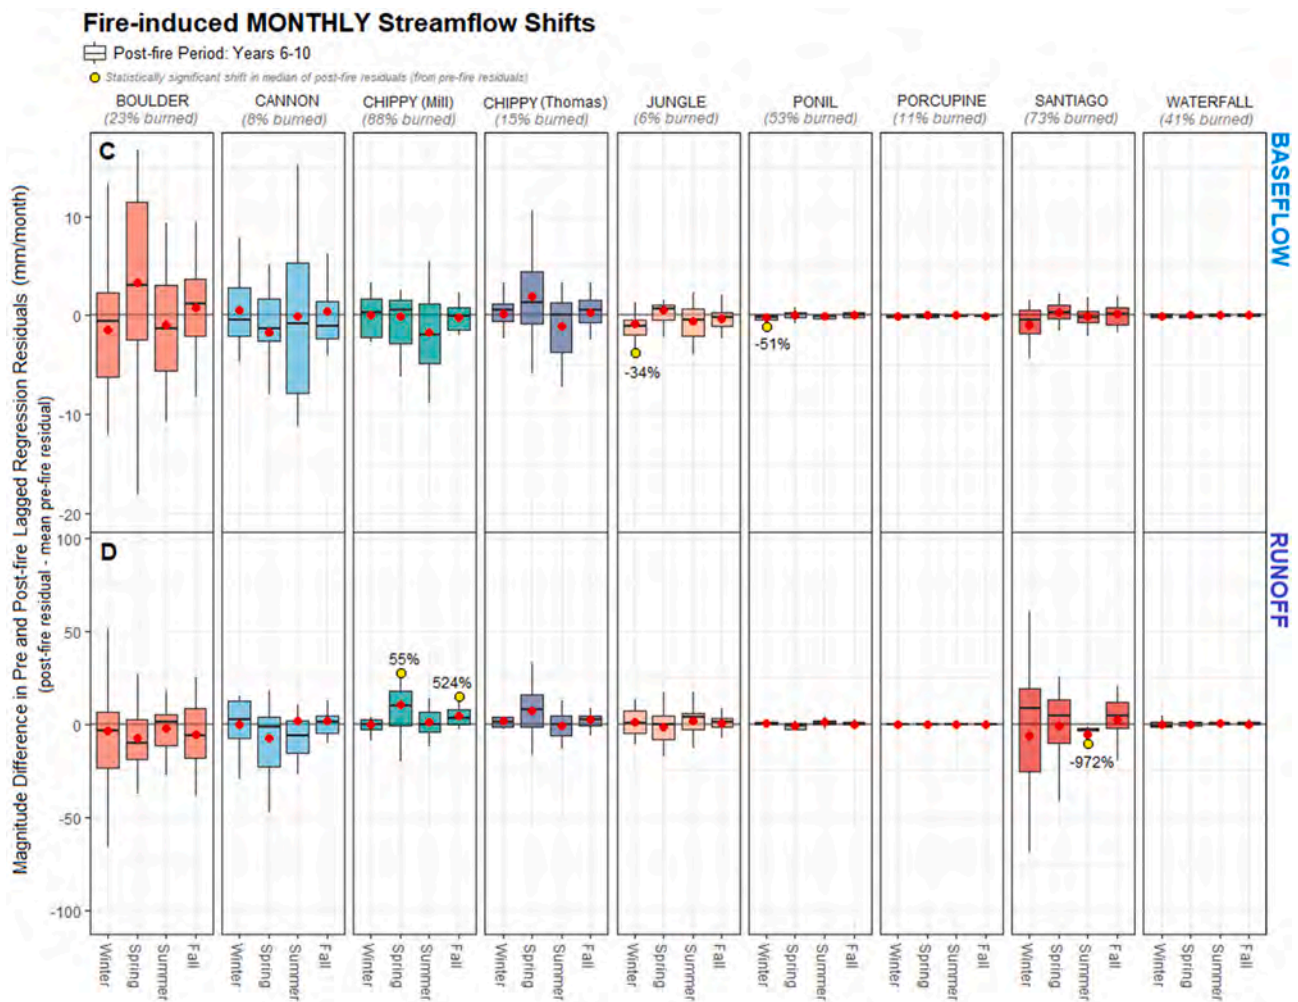 Fire-induced MONTHLY Streamflow Shifts
Post-fire Period: Years 6-10
Statistically significant shift in median of post-fire residuals (from pre-fire residuals)
BOULDER
(23% burned)
CANNON
(8% burned)
CHIPPY (Mill)
(88% burned)
CHIPPY (Thomas)
(15% burned)
JUNGLE
(6% burned)
PONIL
(53% burned)
PORCUPINE
(11% burned)
SANTIAGO
(73% burned)
WATERFALL
(41% burned)
Magnitude Difference in Pre and Post-fire Lagged Regression Residuals (mm/month)
(post-fire residual - mean pre-fire residual)
C
10
0
-10
-20
-34%
-51%
BASEFLOW
D
100
50
0
-50
-100
55%
524%
-972%
RUNOFF
Winter
Spring
Summer
Fall
Winter
Spring
Summer
Fall
Winter
Spring
Summer
Fall
Winter
Spring
Summer
Fall
Winter
Spring
Summer
Fall
Winter
Spring
Summer
Fall
Winter
Spring
Summer
Fall
Winter
Spring
Summer
Fall
Winter
Spring
Summer
Fall